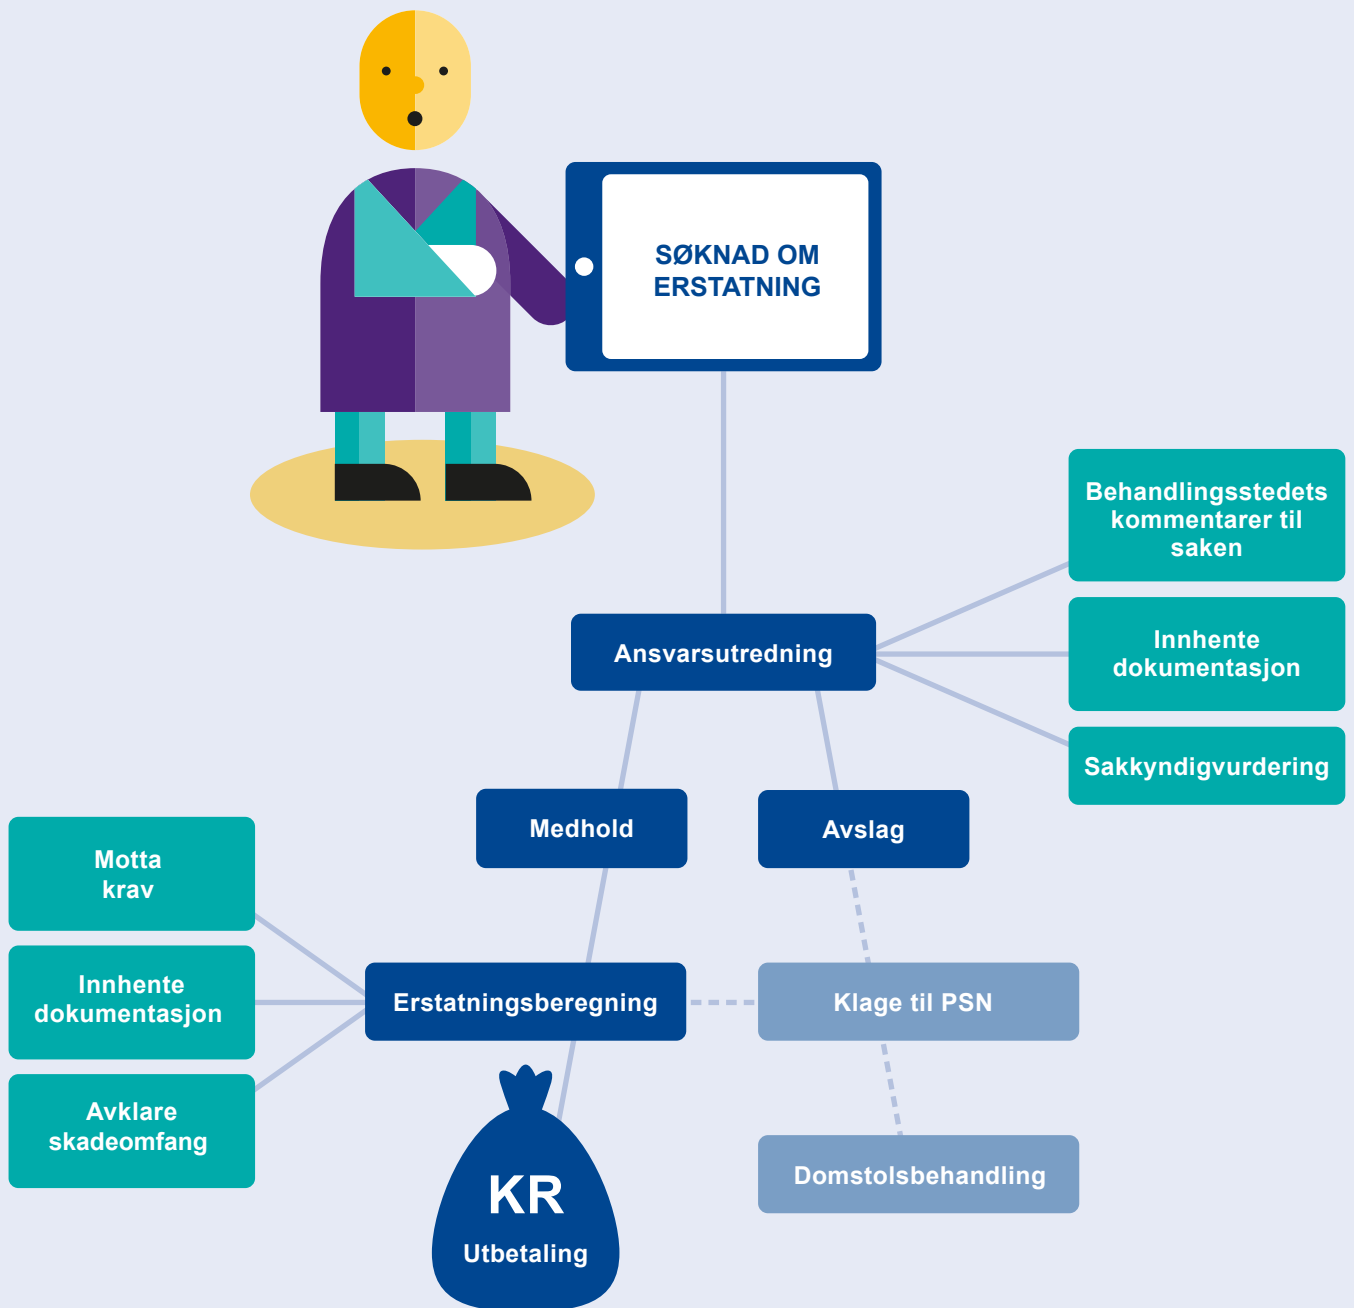 SØKNAD OM
ERSTATNING
Behandlingsstedets
kommentarer til
saken
Ansvarsutredning
Innhente
dokumentasjon
Sakkyndigvurdering
Medhold
Avslag
Motta
krav
Innhente
dokumentasjon
Erstatningsberegning
Klage til PSN
Avklare
skadeomfang
Domstolsbehandling
KR
Utbetaling